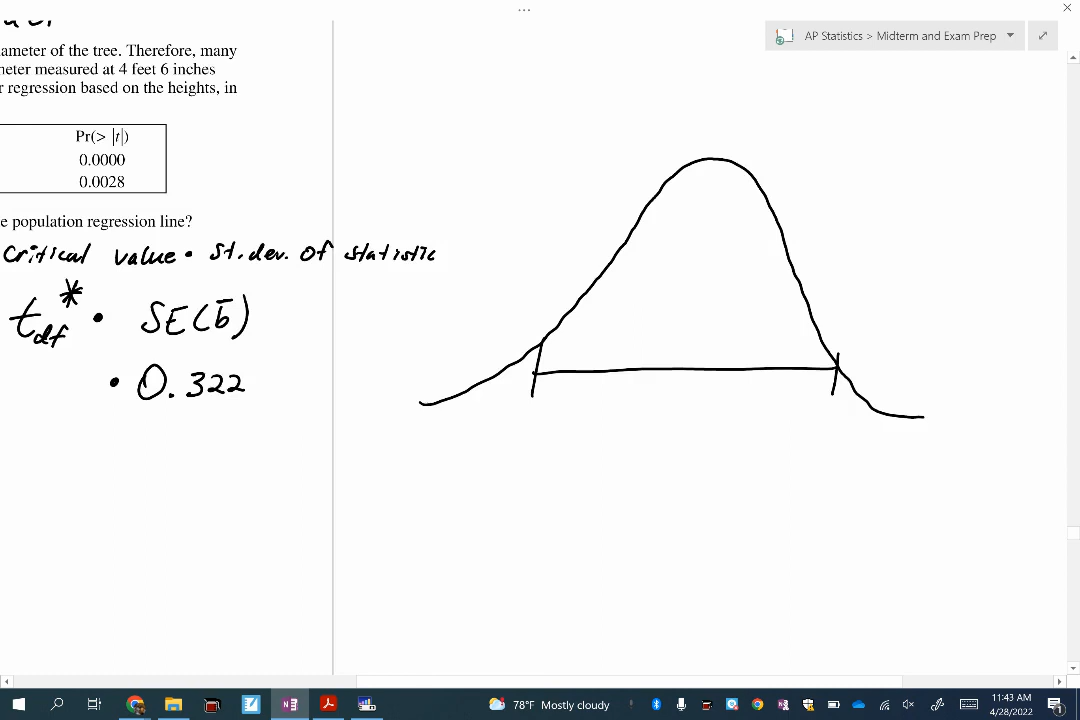 AP Statistics > Midterm and Exam Prep
ameter of the tree. Therefore, many
neter measured at 4 feet 6 inches
r regression based on the heights, in
Pr(> |t|)
0.0000
0.0028
e population regression line?
critical value • St. dev. of statistic
t*df • SE(b̄)
• 0.322
78°F Mostly cloudy
11:43 AM
4/28/2022